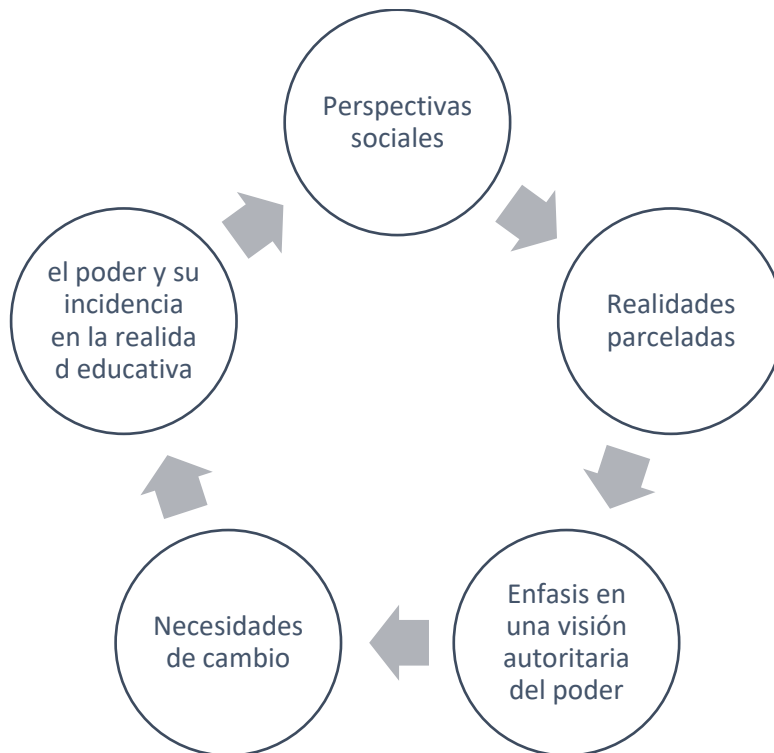 Perspectivas
sociales
Realidades
parceladas
Enfasis en
una visión
autoritaria
del poder
Necesidades
de cambio
el poder y su
incidencia
en la realida
d educativa